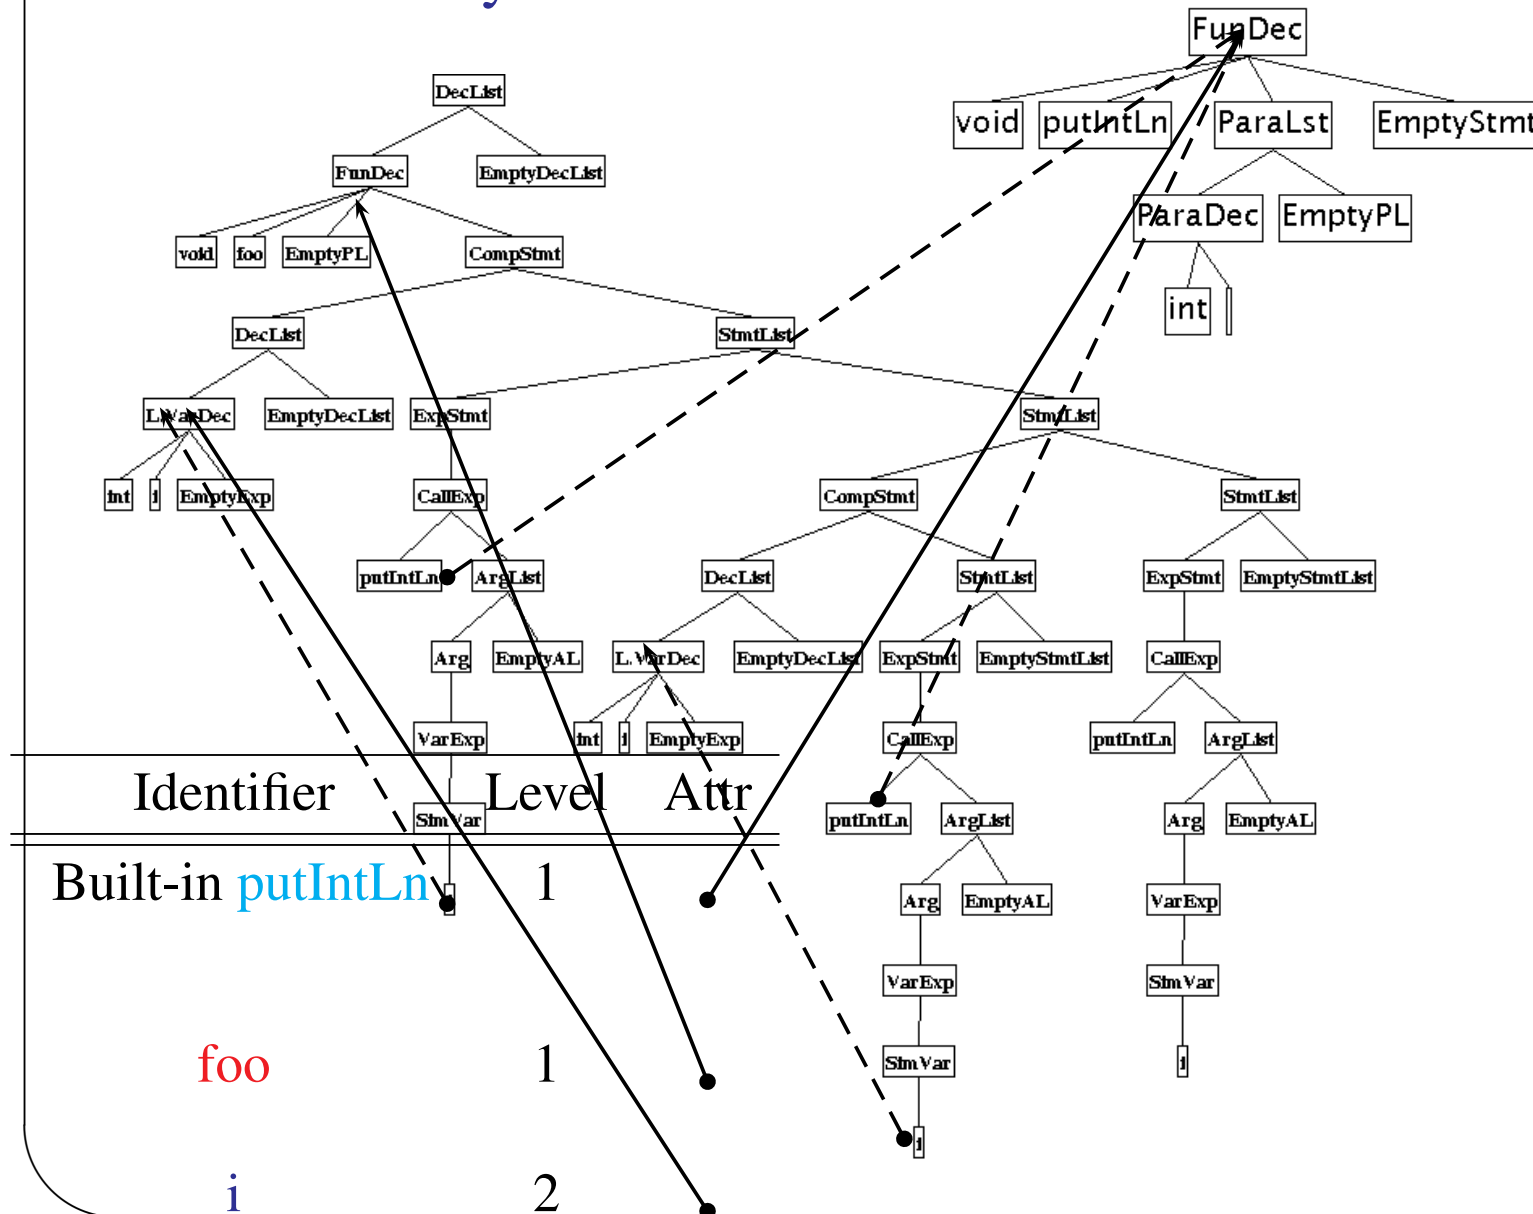 y
FunDec
DecList
void putIntLn ParaLst EmptyStmt
FunDec EmptyDecList
ParaDec EmptyPL
void foo EmptyPL CompStmt
int
DecList StmtList
L.VarDec EmptyDecList ExpStmt StmtList
int i EmptyExp CallExp CompStmt StmtList
putIntLn ArgList DecList StmtList ExpStmt EmptyStmtList
Arg EmptyAL L.VarDec EmptyDecList ExpStmt EmptyStmtList CallExp
VarExp int i EmptyExp CallExp putIntLn ArgList
Identifier Level Attr
SimVar putIntLn ArgList Arg EmptyAL
Built-in putIntLn 1
i Arg EmptyAL VarExp
VarExp SimVar
foo 1 SimVar i
i
i 2